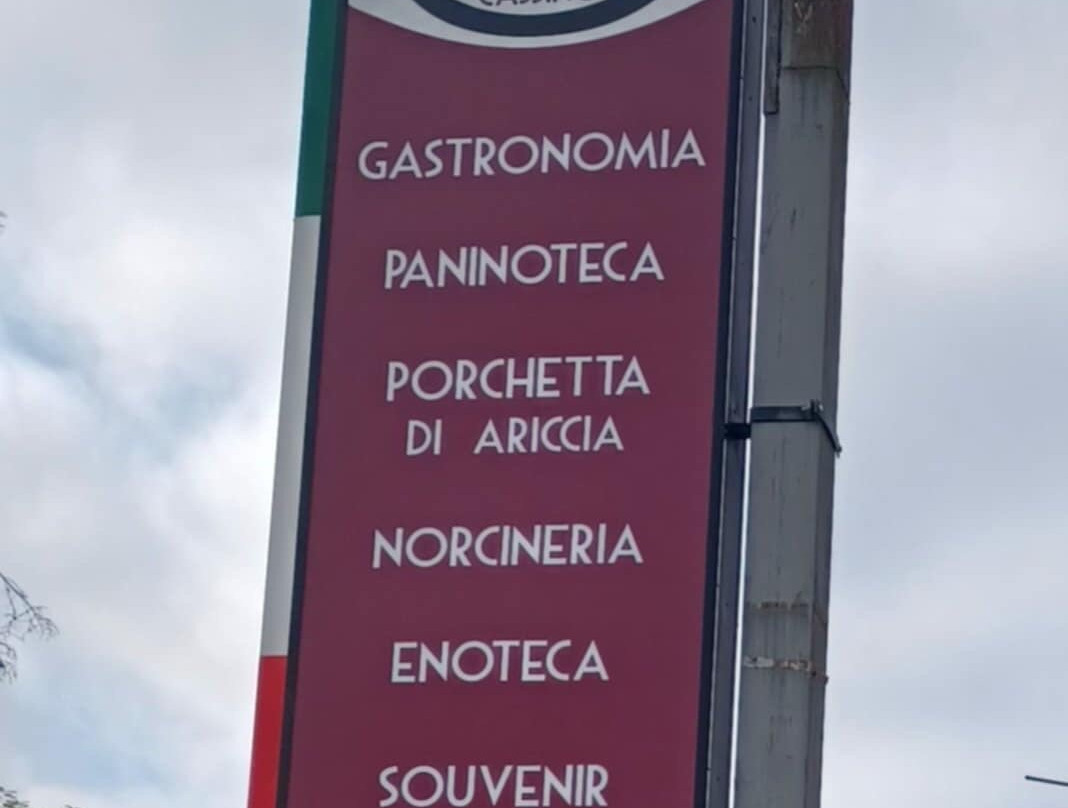 GASTRONOMIA
PANINOTECA
PORCHETTA
DI ARICCIA
NORCINERIA
ENOTECA
SOUVENIR